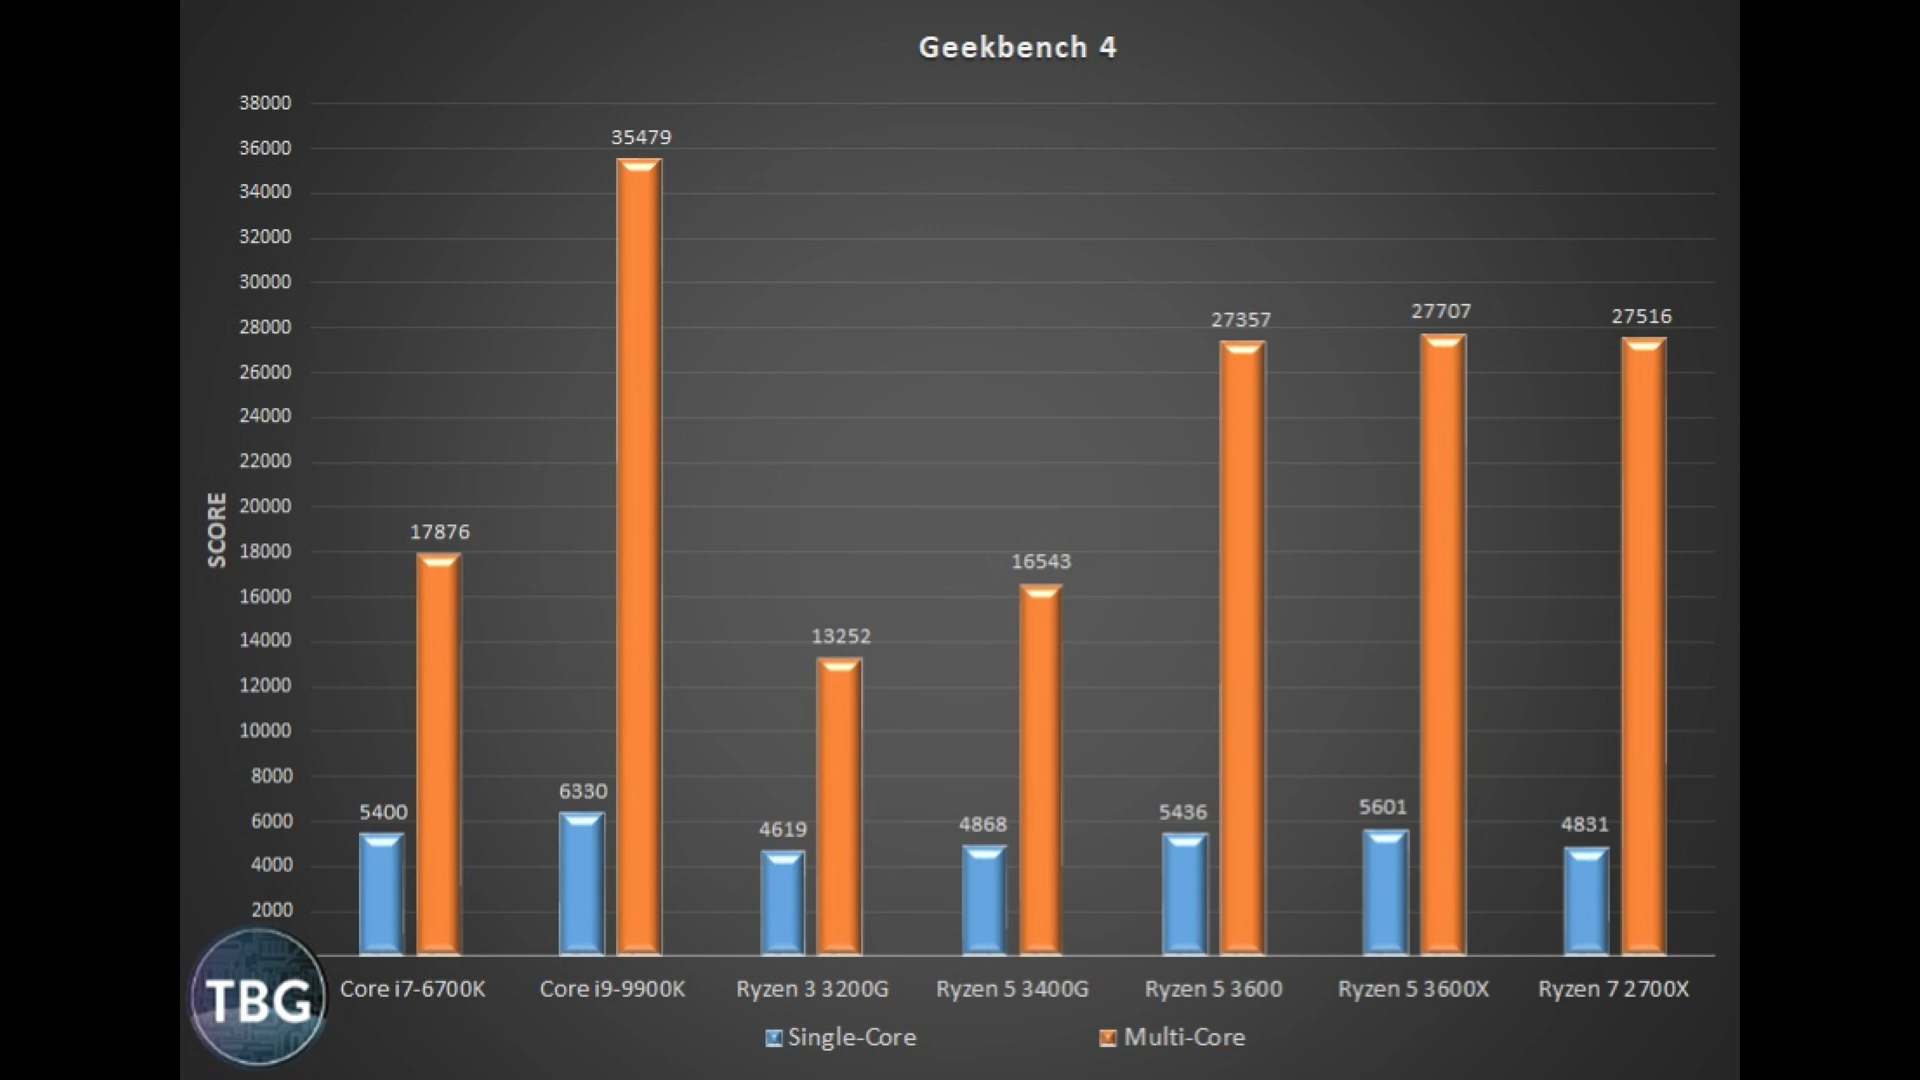 Geekbench 4
38000
36000
34000
32000
30000
28000
26000
24000
22000
20000
18000
16000
14000
12000
10000
8000
6000
4000
2000
SCORE
5400
17876
6330
35479
4619
13252
4868
16543
5436
27357
5601
27707
4831
27516
Core i7-6700K
Core i9-9900K
Ryzen 3 3200G
Ryzen 5 3400G
Ryzen 5 3600
Ryzen 5 3600X
Ryzen 7 2700X
Single-Core
Multi-Core
TBG